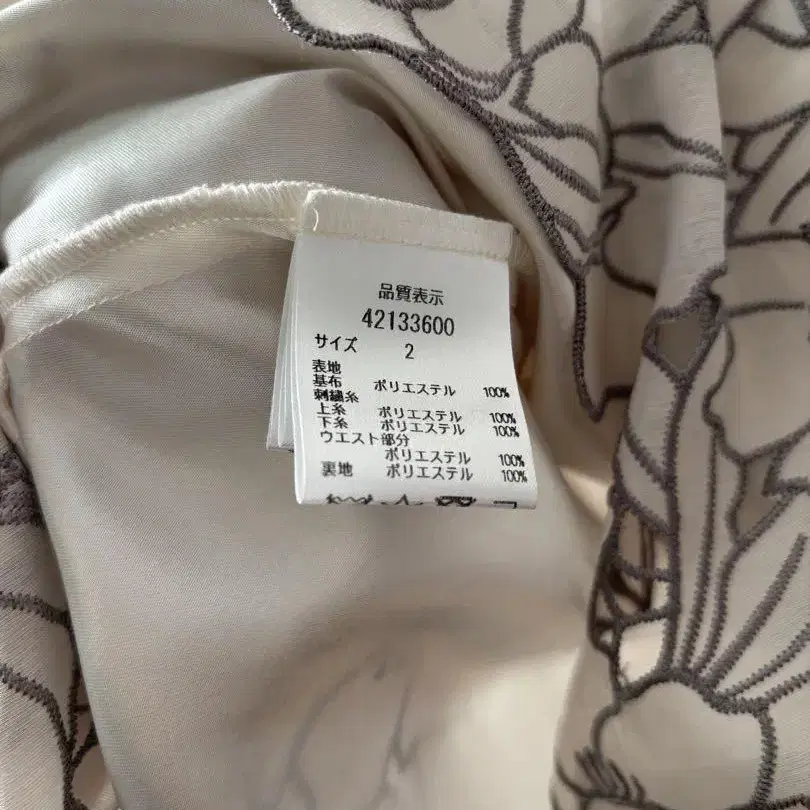 品質表示
42133600
サイズ 2
表地
基布 ポリエステル 100%
刺繍糸
上糸 ポリエステル 100%
下糸 ポリエステル 100%
ウエスト部分
ポリエステル 100%
裏地 ポリエステル 100%